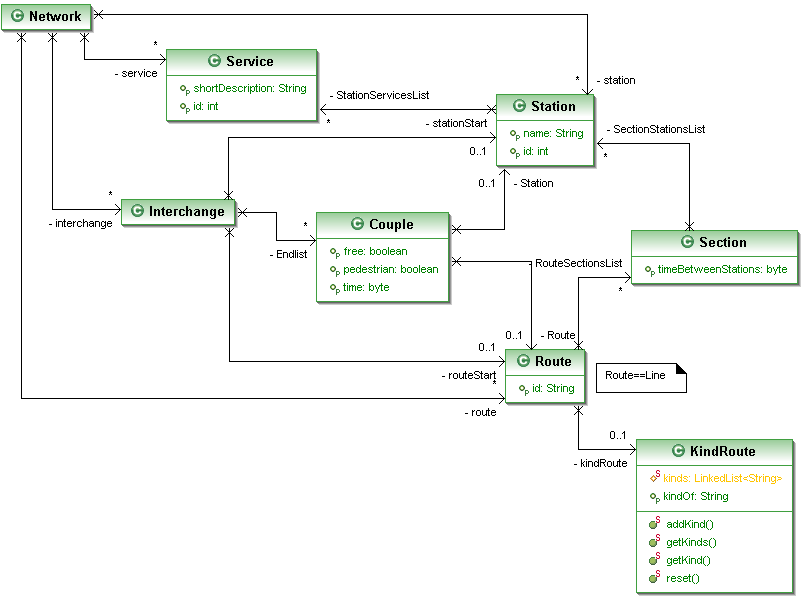 Network
*
- service
Service
shortDescription: String
id: int
- StationServicesList
*
*
- station
Station
name: String
id: int
- stationStart
0..1
- SectionStationsList
*
0..1
- Station
*
- interchange
Interchange
*
- Endlist
Couple
free: boolean
pedestrian: boolean
time: byte
Section
timeBetweenStations: byte
- RouteSectionsList
*
0..1
- Route
0..1
- routeStart
*
- route
Route
id: String
Route==Line
0..1
- kindRoute
KindRoute
kinds: LinkedList<String>
kindOf: String
addKind()
getKinds()
getKind()
reset()